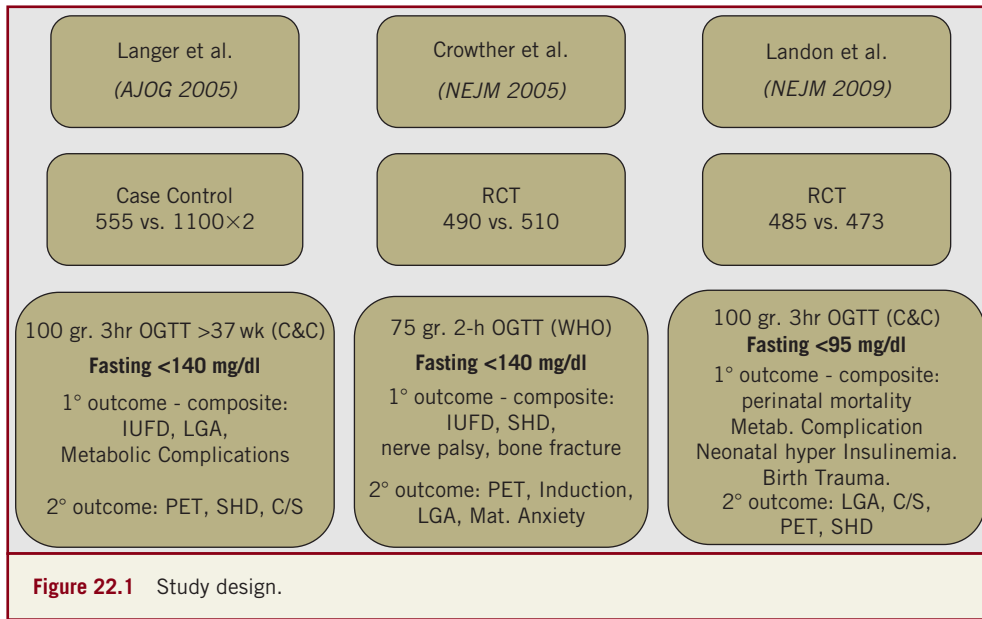 Langer et al.
(AJOG 2005)
Crowther et al.
(NEJM 2005)
Landon et al.
(NEJM 2009)
Case Control
555 vs. 1100×2
RCT
490 vs. 510
RCT
485 vs. 473
100 gr. 3hr OGTT >37 wk (C&C)
Fasting <140 mg/dl
1° outcome - composite:
IUFD, LGA,
Metabolic Complications
2° outcome: PET, SHD, C/S
75 gr. 2-h OGTT (WHO)
Fasting <140 mg/dl
1° outcome - composite:
IUFD, SHD,
nerve palsy, bone fracture
2° outcome: PET, Induction,
LGA, Mat. Anxiety
100 gr. 3hr OGTT (C&C)
Fasting <95 mg/dl
1° outcome - composite:
perinatal mortality
Metab. Complication
Neonatal hyper Insulinemia.
Birth Trauma.
2° outcome: LGA, C/S,
PET, SHD
Figure 22.1 Study design.